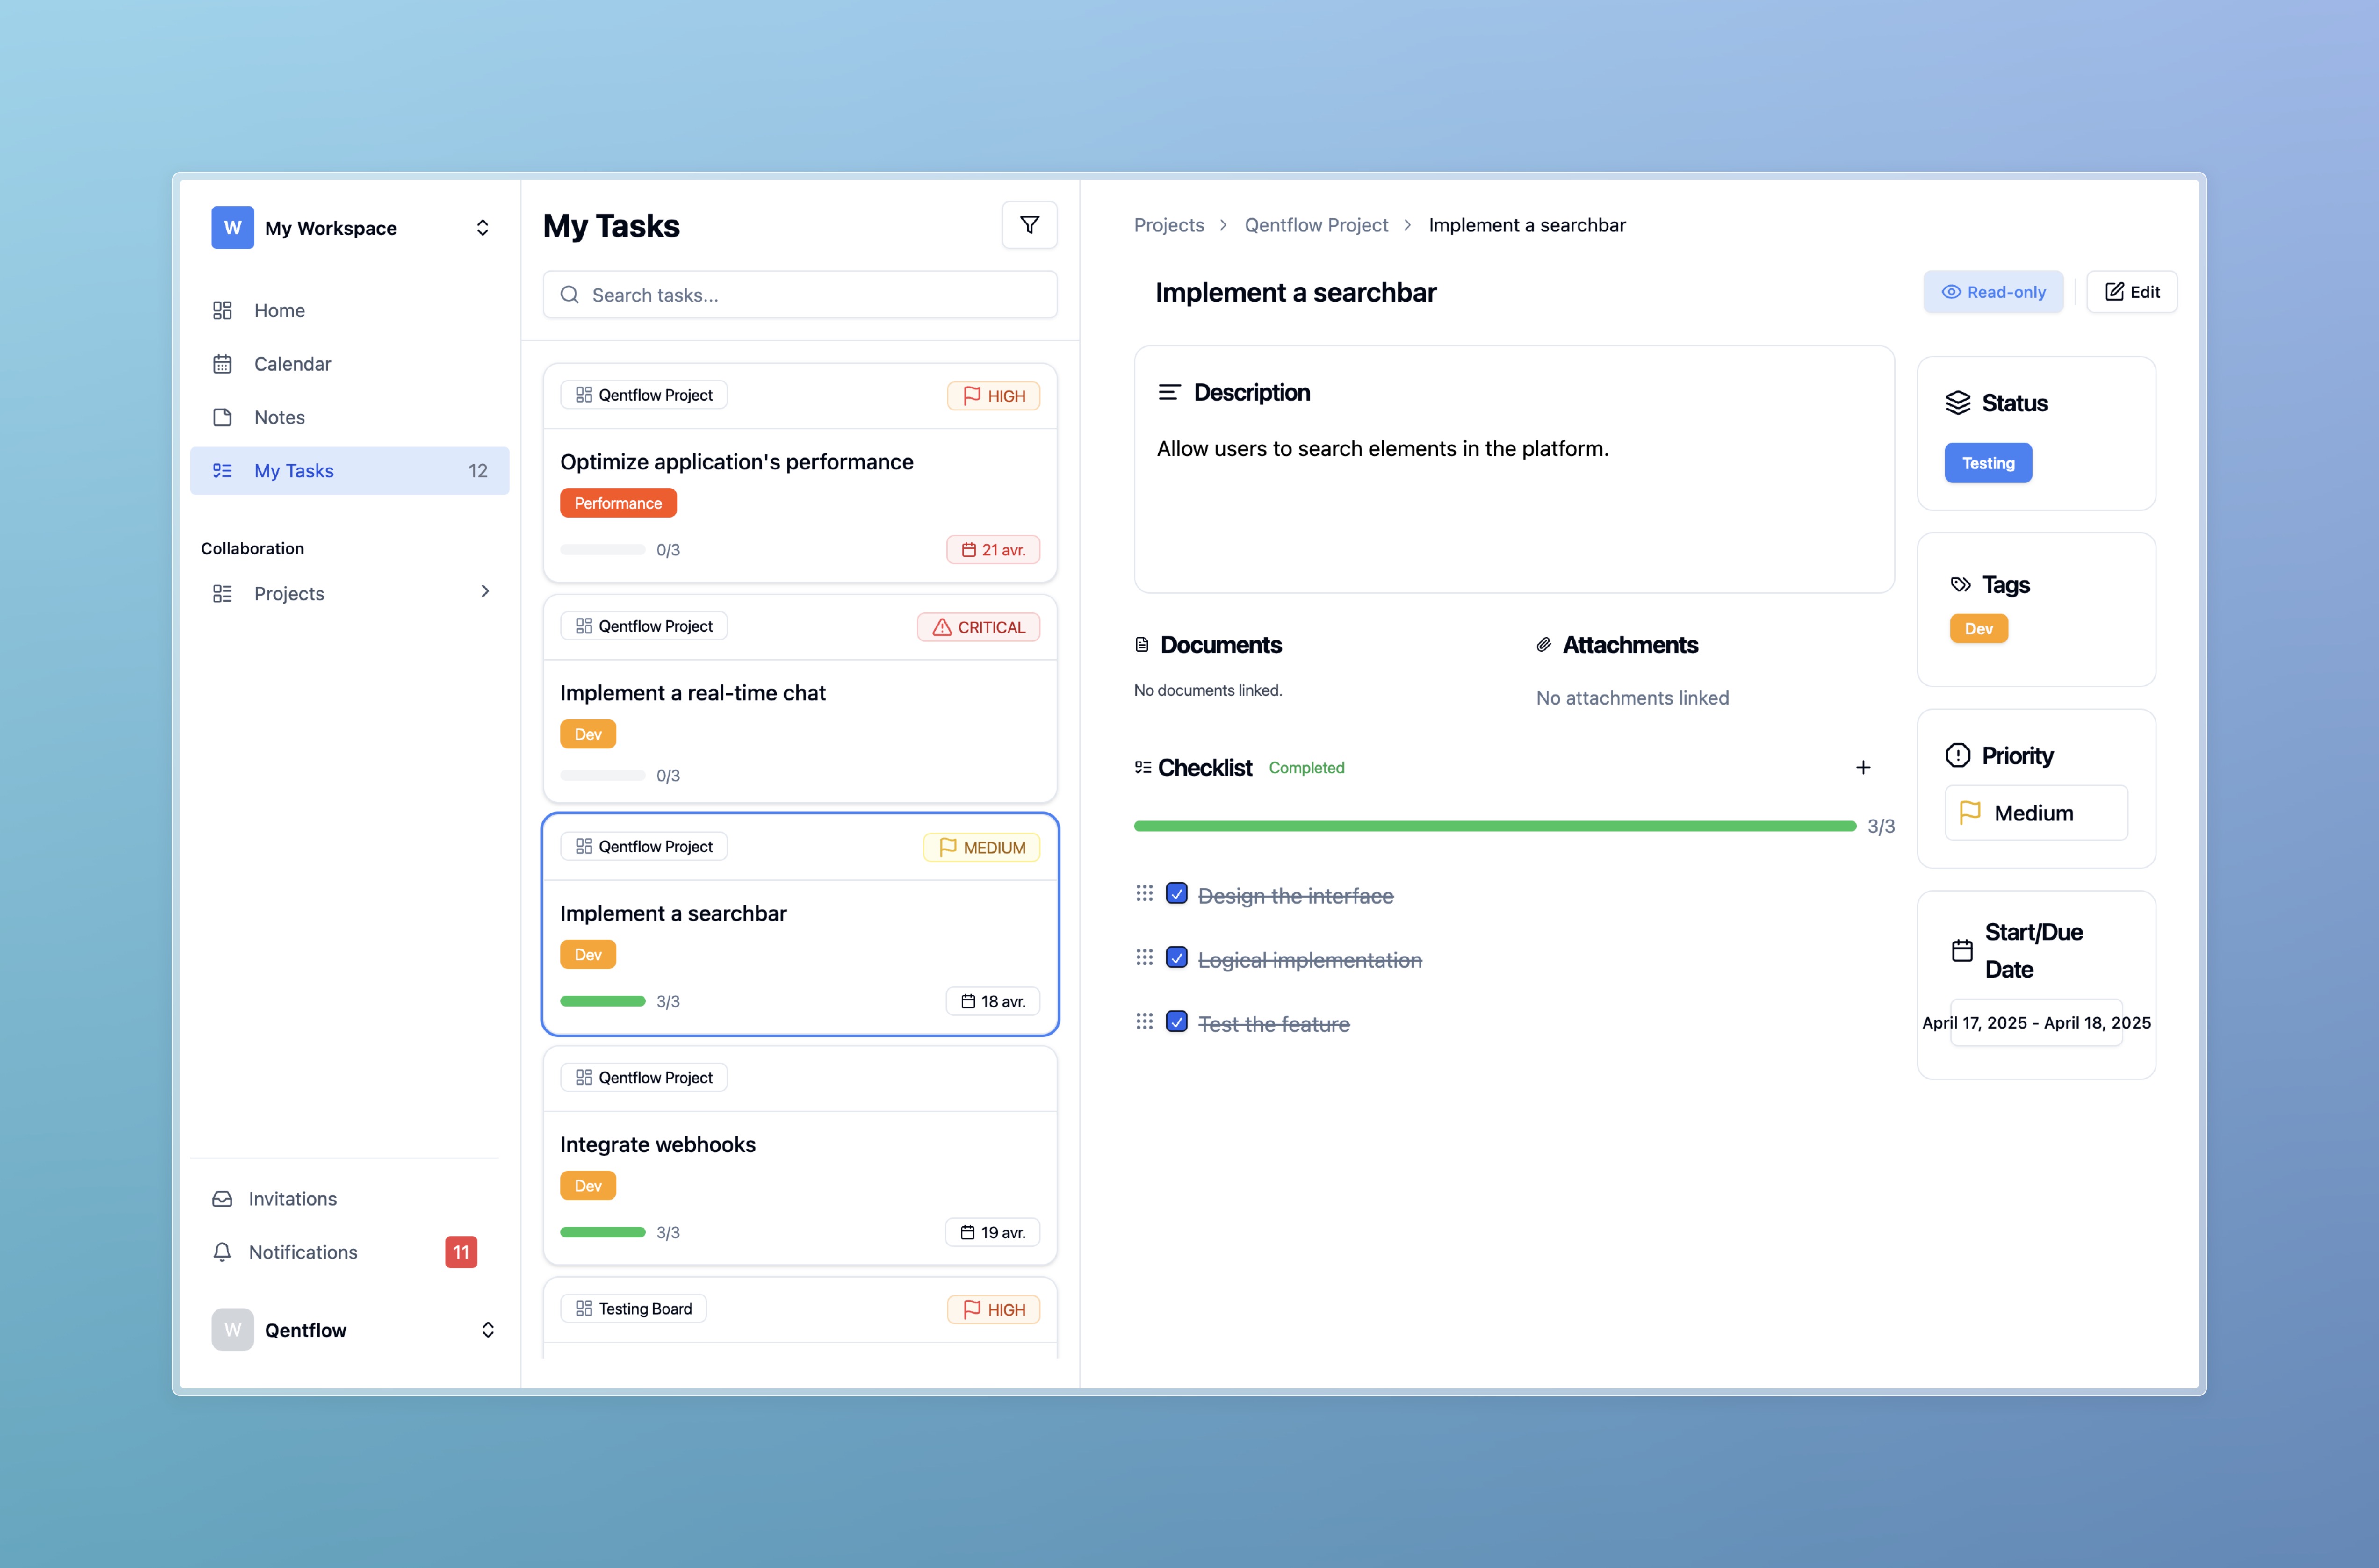 W My Workspace
Home
Calendar
Notes
My Tasks 12
Collaboration
Projects
Invitations
Notifications 11
W Qentflow
My Tasks
Search tasks...
Qentflow Project HIGH
Optimize application's performance
Performance
0/3 21 avr.
Qentflow Project CRITICAL
Implement a real-time chat
Dev
0/3
Qentflow Project MEDIUM
Implement a searchbar
Dev
3/3 18 avr.
Qentflow Project
Integrate webhooks
Dev
3/3 19 avr.
Testing Board HIGH
Projects > Qentflow Project > Implement a searchbar
Implement a searchbar
Read-only Edit
Description
Allow users to search elements in the platform.
Documents
No documents linked.
Attachments
No attachments linked
Checklist Completed +
3/3
Design the interface
Logical implementation
Test the feature
Status
Testing
Tags
Dev
Priority
Medium
Start/Due
Date
April 17, 2025 - April 18, 2025